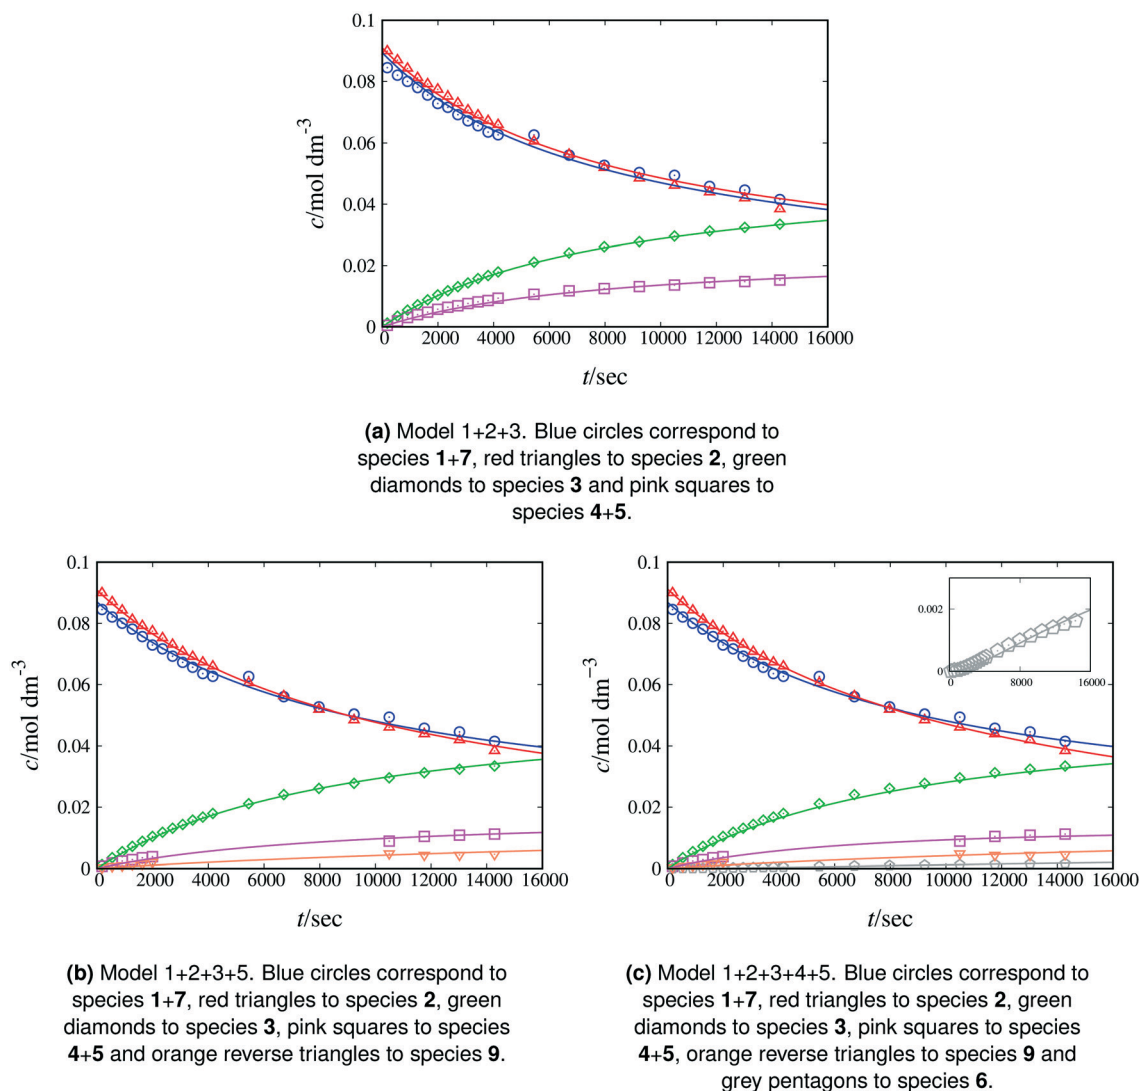 0.1
0.08
0.06
0.04
0.02
0
c/mol dm-3
0
2000
4000
6000
8000
10000
12000
14000
16000
t/sec
(a) Model 1+2+3. Blue circles correspond to
species 1+7, red triangles to species 2, green
diamonds to species 3 and pink squares to
species 4+5.
0.1
0.08
0.06
0.04
0.02
0
c/mol dm-3
0
2000
4000
6000
8000
10000
12000
14000
16000
t/sec
(b) Model 1+2+3+5. Blue circles correspond to
species 1+7, red triangles to species 2, green
diamonds to species 3, pink squares to species
4+5 and orange reverse triangles to species 9.
0.1
0.08
0.06
0.04
0.02
0
c/mol dm−3
0.002
0
0
8000
16000
0
2000
4000
6000
8000
10000
12000
14000
16000
t/sec
(c) Model 1+2+3+4+5. Blue circles correspond to
species 1+7, red triangles to species 2, green
diamonds to species 3, pink squares to species
4+5, orange reverse triangles to species 9 and
grey pentagons to species 6.